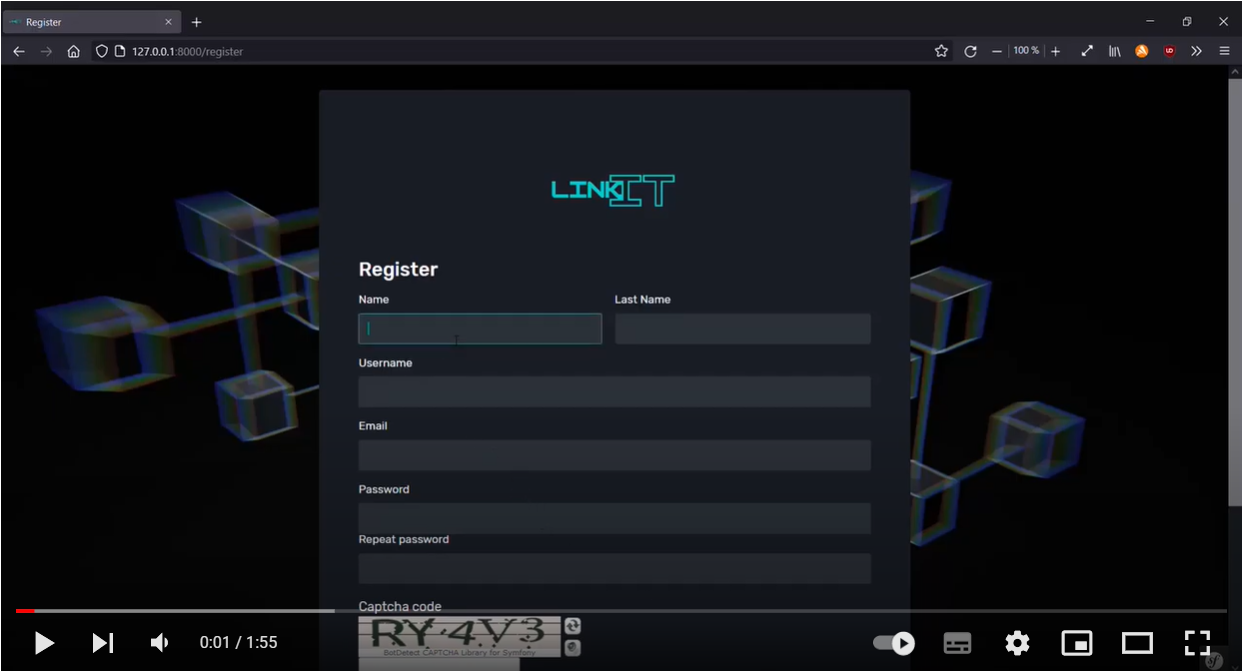 Register
127.0.0.1:8000/register
100 %
LINKIT
Register
Name
Last Name
Username
Email
Password
Repeat password
Captcha code
RY4V3
BotDetect CAPTCHA Library for Symfony
0:01 / 1:55